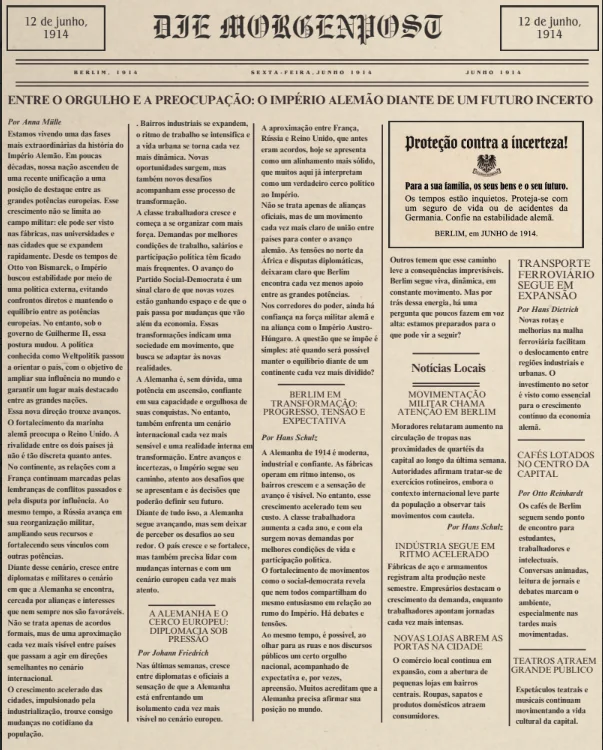 12 de junho,
1914
DIE MORGENPOST
12 de junho,
1914
BERLIM, 1914
SEXTA-FEIRA, JUNHO 1914
JUNHO 1914
ENTRE O ORGULHO E A PREOCUPAÇÃO: O IMPÉRIO ALEMÃO DIANTE DE UM FUTURO INCERTO
Por Anna Mülle
Estamos vivendo uma das fases
mais extraordinárias da história do
Império Alemão. Em poucas
décadas, nossa nação ascendeu de
uma recente unificação a uma
posição de destaque entre as
grandes potências europeias. Esse
crescimento não se limita ao
campo militar: ele pode ser visto
nas fábricas, nas universidades e
nas cidades que se expandem
rapidamente. Desde os tempos de
Otto von Bismarck, o Império
buscou estabilidade por meio de
uma política externa, evitando
confrontos diretos e mantendo o
equilíbrio entre as potências
europeias. No entanto, sob o
governo de Guilherme II, essa
postura mudou. A política
conhecida como Weltpolitik passou
a orientar o país, com o objetivo de
ampliar sua influência no mundo e
garantir um lugar mais destacado
entre as grandes nações.
Essa nova direção trouxe avanços.
O fortalecimento da marinha
alemã preocupa o Reino Unido. A
rivalidade entre os dois países já
não é tão discreta quanto antes.
No continente, as relações com a
França continuam marcadas pelas
lembranças de conflitos passados e
pela disputa por influência. Ao
mesmo tempo, a Rússia avança em
sua reorganização militar,
ampliando seus recursos e
fortalecendo seus vínculos com
outras potências.
Diante desse cenário, cresce entre
diplomatas e militares o cenário
em que a Alemanha se encontra,
cercada por alianças e interesses
que nem sempre nos são favoráveis.
Não se trata apenas de acordos
formais, mas de uma aproximação
cada vez mais visível entre países
que passam a agir em direções
semelhantes no cenário
internacional.
O crescimento acelerado das
cidades, impulsionado pela
industrialização, trouxe consigo
mudanças no cotidiano da
população.
. Bairros industriais se expandem,
o ritmo de trabalho se intensifica e
a vida urbana se torna cada vez
mais dinâmica. Novas
oportunidades surgem, mas
também novos desafios
acompanham esse processo de
transformação.
A classe trabalhadora cresce e
começa a se organizar com mais
força. Demandas por melhores
condições de trabalho, salários e
participação política têm ficado
mais frequentes. O avanço do
Partido Social-Democrata é um
sinal claro de que novas vozes
estão ganhando espaço e de que o
país passa por mudanças que vão
além da economia. Essas
transformações indicam uma
sociedade em movimento, que
busca se adaptar às novas
realidades.
A Alemanha é, sem dúvida, uma
potência em ascensão, confiante
em sua capacidade e orgulhosa de
suas conquistas. No entanto,
também enfrenta um cenário
internacional cada vez mais
sensível e uma realidade interna em
transformação. Entre avanços e
incertezas, o Império segue seu
caminho, atento aos desafios que
se apresentam e às decisões que
poderão definir seu futuro.
Diante de tudo isso, a Alemanha
segue avançando, mas sem deixar
de perceber os desafios ao seu
redor. O país cresce e se fortalece,
mas também precisa lidar com
mudanças internas e com um
cenário europeu cada vez mais
atento.
A ALEMANHA E O
CERCO EUROPEU:
DIPLOMACIA SOB
PRESSÃO
Por Johann Friedrich
Nas últimas semanas, cresce
entre diplomatas e oficiais a
sensação de que a Alemanha
está enfrentando um
isolamento cada vez mais
visível no cenário europeu.
A aproximação entre França,
Rússia e Reino Unido, que antes
eram acordos, hoje se apresenta
como um alinhamento mais sólido,
que muitos aqui já interpretam
como um verdadeiro cerco político
ao Império.
Não se trata apenas de alianças
oficiais, mas de um movimento
cada vez mais claro de união entre
países para conter o avanço
alemão. As tensões no norte da
África e disputas diplomáticas,
deixaram claro que Berlim
encontra cada vez menos apoio
entre as grandes potências.
Nos corredores do poder, ainda há
confiança na força militar alemã e
na aliança com o Império Austro-
Húngaro. A questão que se impõe é
simples: até quando será possível
manter o equilíbrio diante de um
continente cada vez mais dividido?
BERLIM EM
TRANSFORMAÇÃO:
PROGRESSO, TENSÃO E
EXPECTATIVA
Por Hans Schulz
A Alemanha de 1914 é moderna,
industrial e confiante. As fábricas
operam em ritmo intenso, os
bairros crescem e a sensação de
avanço é visível. No entanto, esse
crescimento acelerado tem seu
custo. A classe trabalhadora
aumenta a cada ano, e com ela
surgem novas demandas por
melhores condições de vida e
participação política.
O fortalecimento de movimentos
como o social-democrata revela
que nem todos compartilham do
mesmo entusiasmo em relação ao
rumo do Império. Há debates e
tensões.
Ao mesmo tempo, é possível, ao
olhar para as ruas e nos discursos
públicos um certo orgulho
nacional, acompanhado de
expectativa e, por vezes,
apreensão. Muitos acreditam que a
Alemanha precisa afirmar sua
posição no mundo.
Proteção contra a incerteza!
Para a sua família, os seus bens e o seu futuro.
Os tempos estão inquietos. Proteja-se com
um seguro de vida ou de acidentes da
Germania. Confie na estabilidade alemã.
BERLIM, em JUNHO de 1914.
Outros temem que esse caminho
leve a consequências imprevisíveis.
Berlim segue viva, dinâmica, em
constante movimento. Mas por
trás dessa energia, há uma
pergunta que poucos fazem em voz
alta: estamos preparados para o
que pode vir a seguir?
Notícias Locais
MOVIMENTAÇÃO
MILITAR CHAMA
ATENÇÃO EM BERLIM
Moradores relataram aumento na
circulação de tropas nas
proximidades de quartéis da
capital ao longo da última semana.
Autoridades afirmam tratar-se de
exercícios rotineiros, embora o
contexto internacional leve parte
da população a observar tais
movimentos com cautela.
Por Hans Schulz
INDÚSTRIA SEGUE EM
RITMO ACELERADO
Fábricas de aço e armamentos
registram alta produção neste
semestre. Empresários destacam o
crescimento da demanda, enquanto
trabalhadores apontam jornadas
cada vez mais intensas.
NOVAS LOJAS ABREM AS
PORTAS NA CIDADE
O comércio local continua em
expansão, com a abertura de
pequenas lojas em bairros
centrais. Roupas, sapatos e
produtos domésticos atraem
consumidores.
TRANSPORTE
FERROVIÁRIO
SEGUE EM
EXPANSÃO
Por Hans Dietrich
Novas rotas e
melhorias na malha
ferroviária facilitam
o deslocamento entre
regiões industriais e
urbanas. O
investimento no setor
é visto como essencial
para o crescimento
contínuo da economia
alemã.
CAFÉS LOTADOS
NO CENTRO DA
CAPITAL
Por Otto Reinhardt
Os cafés de Berlim
seguem sendo ponto
de encontro para
estudantes,
trabalhadores e
intelectuais.
Conversas animadas,
leitura de jornais e
debates marcam o
ambiente,
especialmente nas
tardes mais
movimentadas.
TEATROS ATRAEM
GRANDE PÚBLICO
Espetáculos teatrais e
musicais continuam
movimentando a vida
cultural da capital.